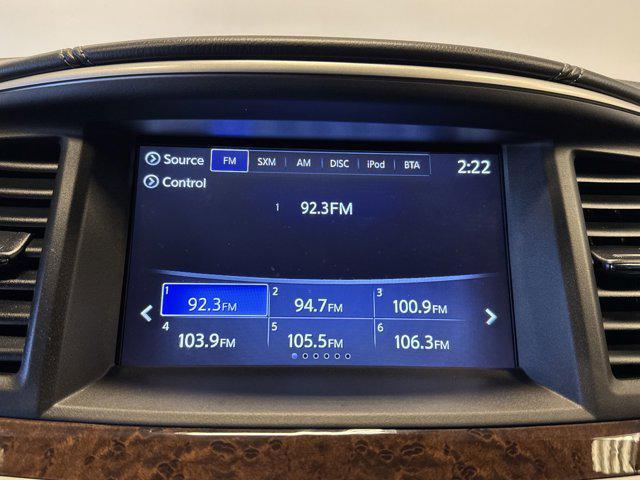 Source FM SXM AM DISC iPod BTA 2:22
Control
1 92.3FM
1 92.3FM 2 94.7FM 3 100.9FM
4 103.9FM 5 105.5FM 6 106.3FM